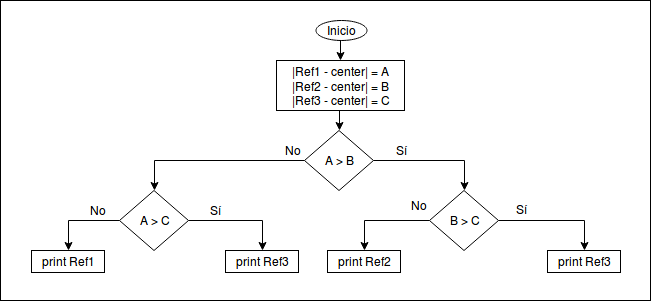 Inicio
|Ref1 - center| = A
|Ref2 - center| = B
|Ref3 - center| = C
No
A > B
Sí
No
A > C
Sí
No
B > C
Sí
print Ref1
print Ref3
print Ref2
print Ref3